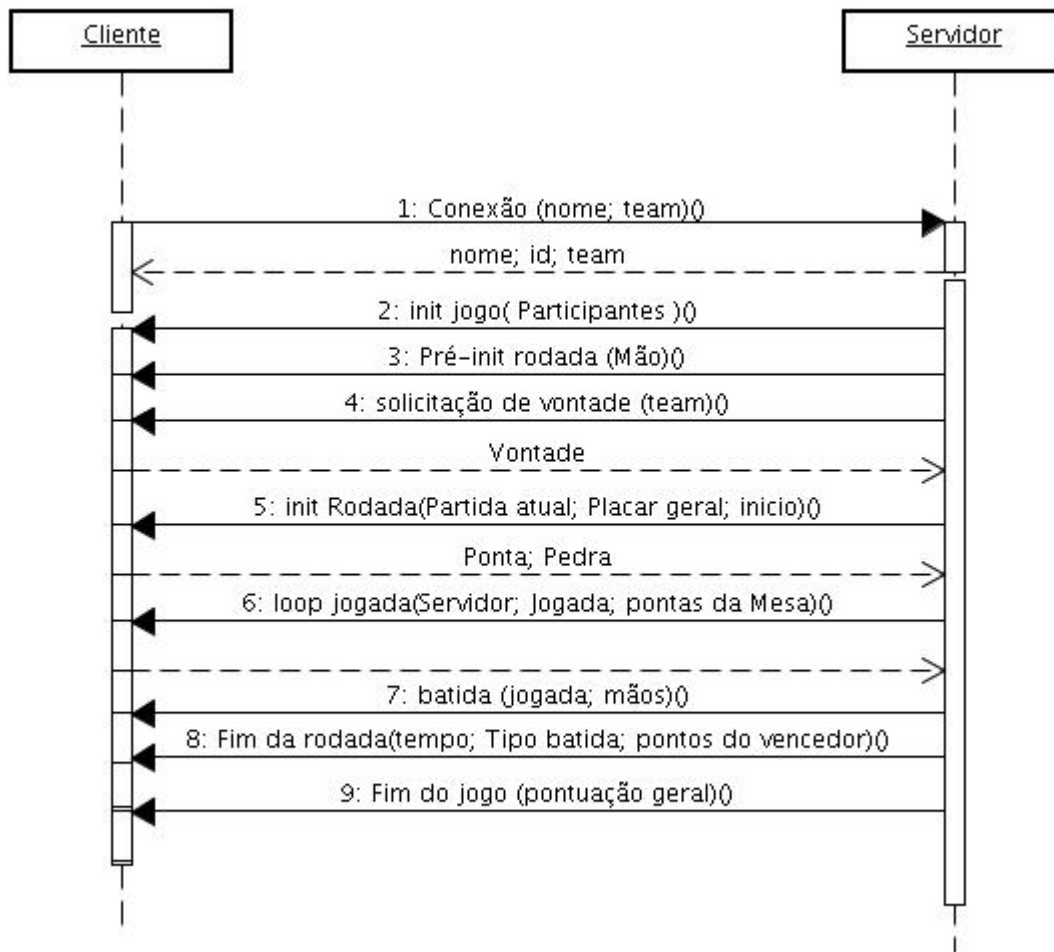 Cliente
Servidor
1: Conexão (nome; team)()
nome; id; team
2: init jogo( Participantes )()
3: Pré-init rodada (Mão)()
4: solicitação de vontade (team)()
Vontade
5: init Rodada(Partida atual; Placar geral; inicio)()
Ponta; Pedra
6: loop jogada(Servidor; Jogada; pontas da Mesa)()
7: batida (jogada; mãos)()
8: Fim da rodada(tempo; Tipo batida; pontos do vencedor)()
9: Fim do jogo (pontuação geral)()